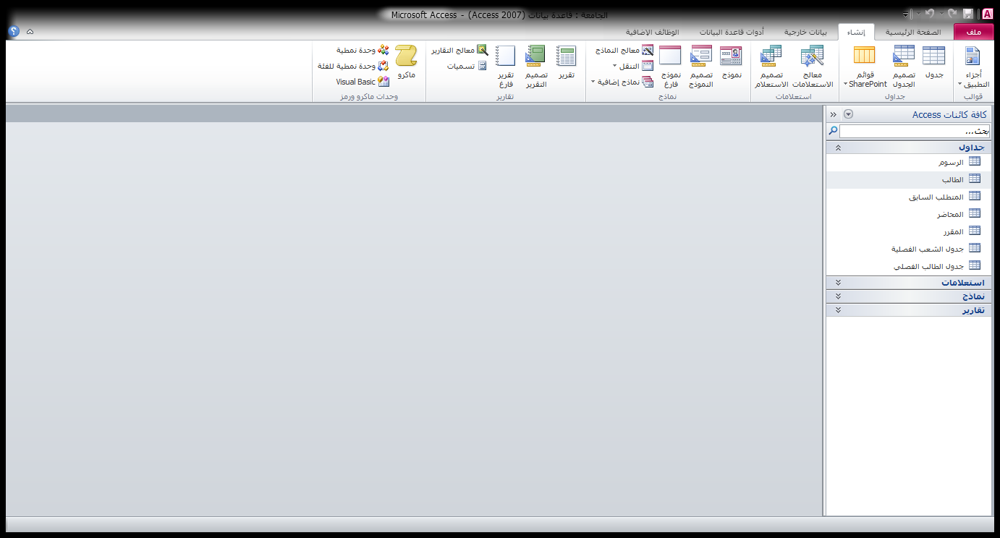 الجامعة : قاعدة بيانات (Access 2007) - Microsoft Access
ملف
الصفحة الرئيسية
إنشاء
بيانات خارجية
أدوات قاعدة البيانات
الوظائف الإضافية
أجزاء التطبيق
قوالب
جدول
تصميم الجدول
قوائم SharePoint
جداول
معالج الاستعلامات
تصميم الاستعلام
استعلامات
نموذج
تصميم النموذج
نموذج فارغ
معالج النماذج
التنقل
نماذج إضافية
نماذج
تقرير
تصميم التقرير
تقرير فارغ
معالج التقارير
تسميات
تقارير
ماكرو
وحدة نمطية
وحدة نمطية للفئة
Visual Basic
وحدات ماكرو ورمز
كافة كائنات Access
بحث...
جداول
الرسوم
الطالب
المتطلب السابق
المحاضر
المقرر
جدول الشعب الفصلية
جدول الطالب الفصلي
استعلامات
نماذج
تقارير